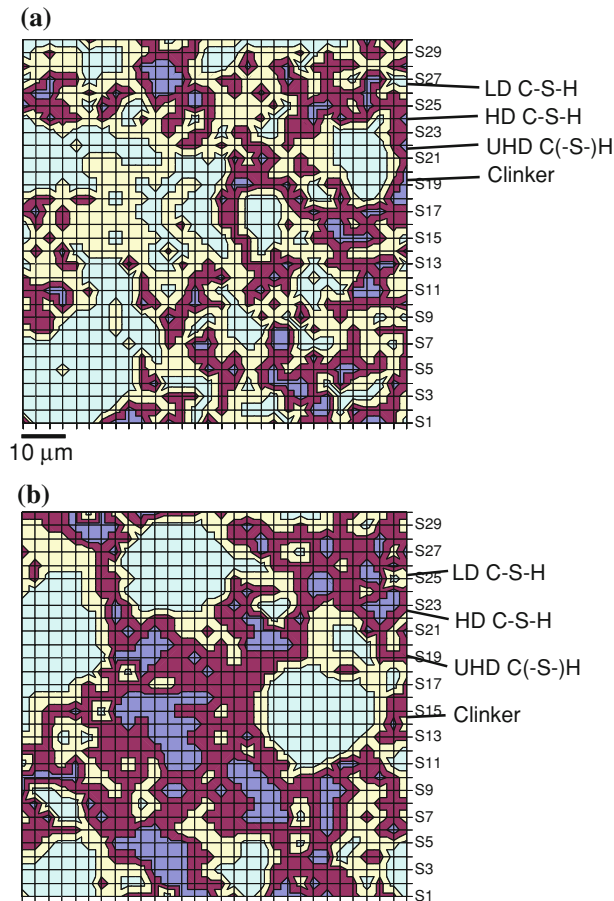 (a)
S29
S27
LD C-S-H
S25
HD C-S-H
S23
UHD C(-S-)H
S21
Clinker
S19
S17
S15
S13
S11
S9
S7
S5
S3
S1
10 μm
(b)
S29
S27
LD C-S-H
S25
S23
HD C-S-H
S21
S19
UHD C(-S-)H
S17
S15
Clinker
S13
S11
S9
S7
S5
S3
S1